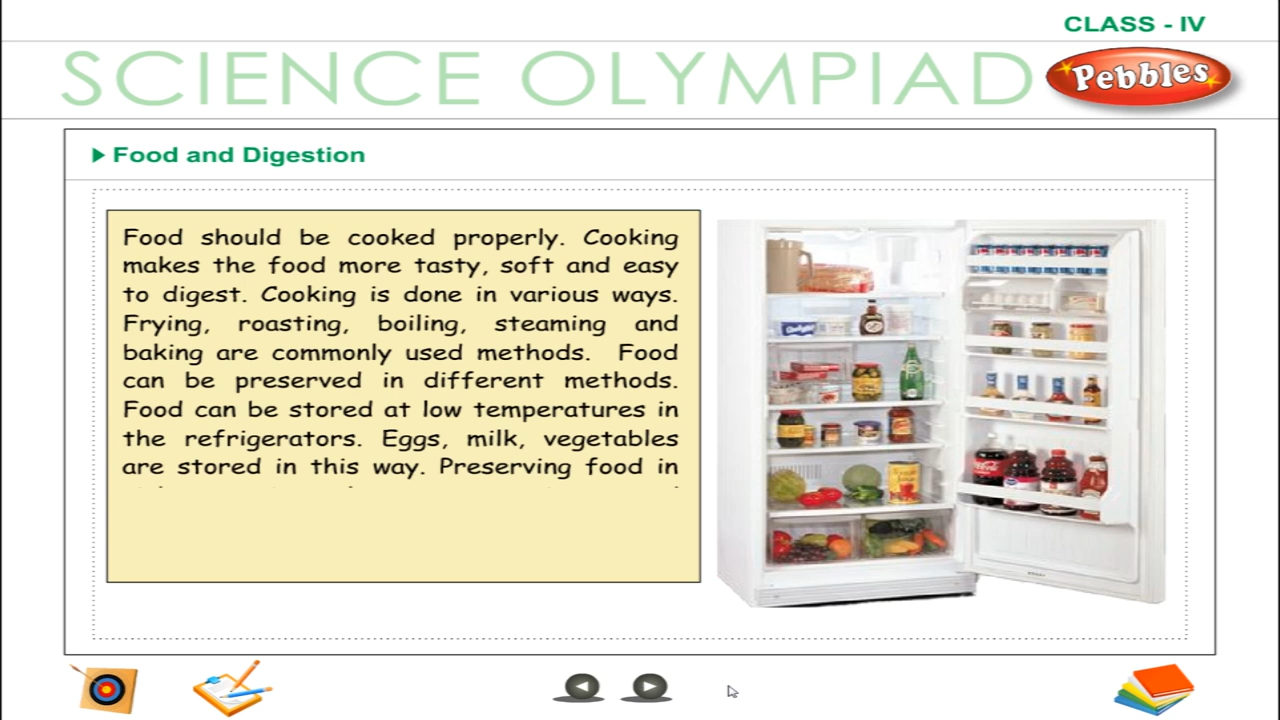 CLASS - IV
SCIENCE OLYMPIAD
Pebbles
Food and Digestion
Food should be cooked properly. Cooking
makes the food more tasty, soft and easy
to digest. Cooking is done in various ways.
Frying, roasting, boiling, steaming and
baking are commonly used methods. Food
can be preserved in different methods.
Food can be stored at low temperatures in
the refrigerators. Eggs, milk, vegetables
are stored in this way. Preserving food in